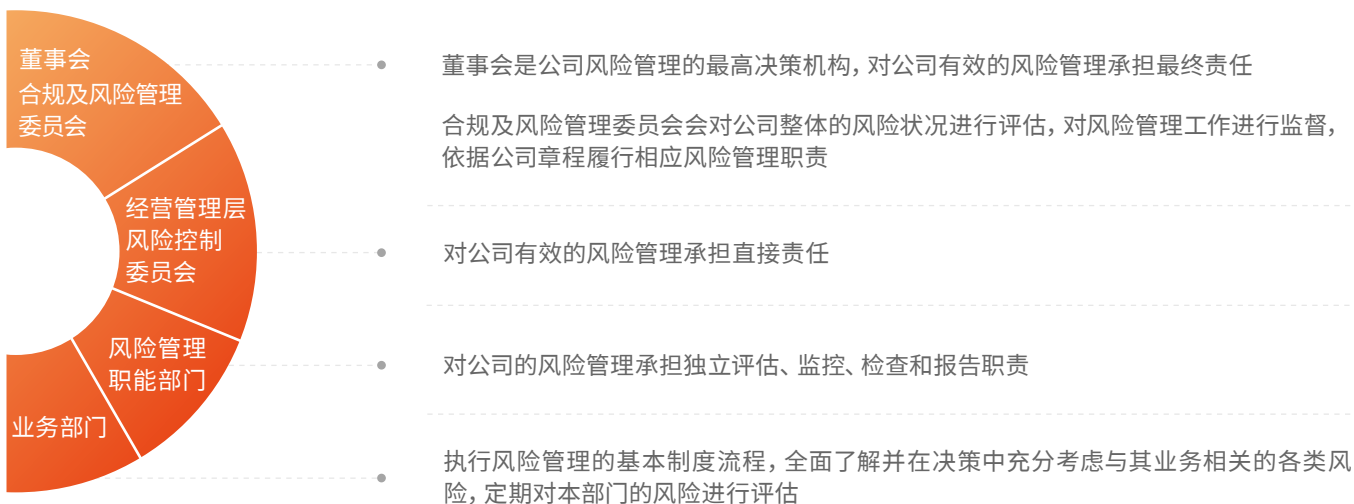 董事会
合规及风险管理
委员会
董事会是公司风险管理的最高决策机构，对公司有效的风险管理承担最终责任
合规及风险管理委员会会对公司整体的风险状况进行评估，对风险管理工作进行监督，
依据公司章程履行相应风险管理职责
经营管理层
风险控制
委员会
对公司有效的风险管理承担直接责任
风险管理
职能部门
对公司的风险管理承担独立评估、监控、检查和报告职责
业务部门
执行风险管理的基本制度流程，全面了解并在决策中充分考虑与其业务相关的各类风
险，定期对本部门的风险进行评估